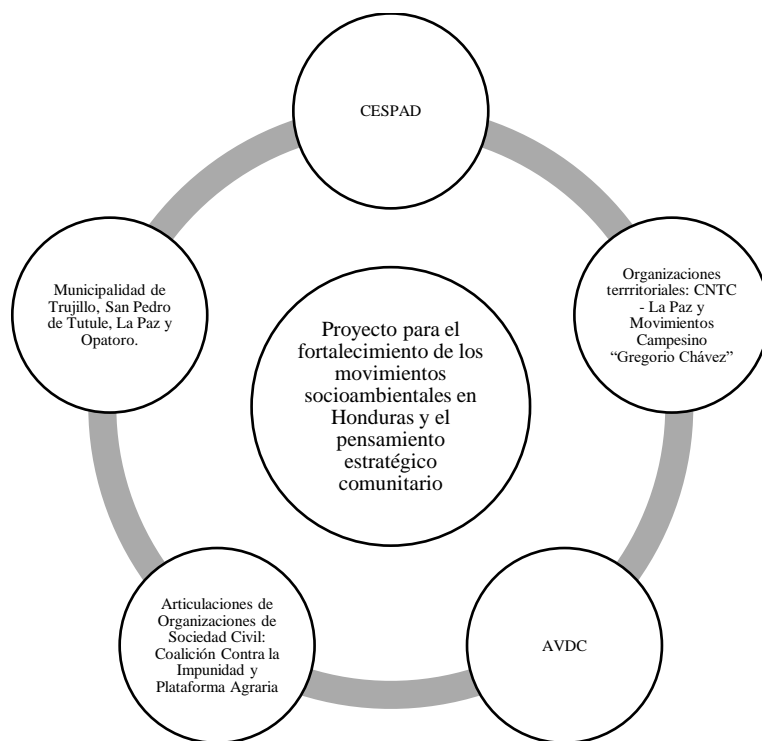 CESPAD
Organizaciones
terrritoriales: CNTC
- La Paz y
Movimientos
Campesino
“Gregorio Chávez”
AVDC
Articulaciones de
Organizaciones de
Sociedad Civil:
Coalición Contra la
Impunidad y
Plataforma Agraria
Municipalidad de
Trujillo, San Pedro
de Tutule, La Paz y
Opatoro.
Proyecto para el
fortalecimiento de los
movimientos
socioambientales en
Honduras y el
pensamiento
estratégico
comunitario